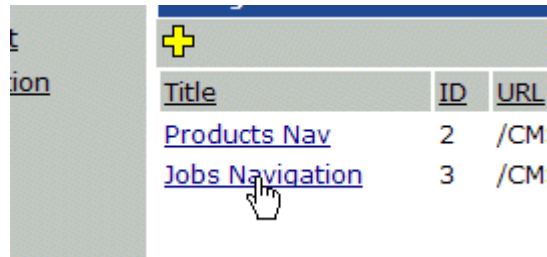 t
ion
Title ID URL
Products Nav 2 /CM
Jobs Navigation 3 /CM